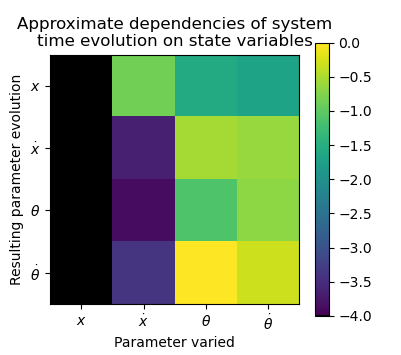 Approximate dependencies of system
time evolution on state variables
Resulting parameter evolution
x
ẋ
θ
θ̇
x
ẋ
θ
θ̇
Parameter varied
0.0
−0.5
−1.0
−1.5
−2.0
−2.5
−3.0
−3.5
−4.0